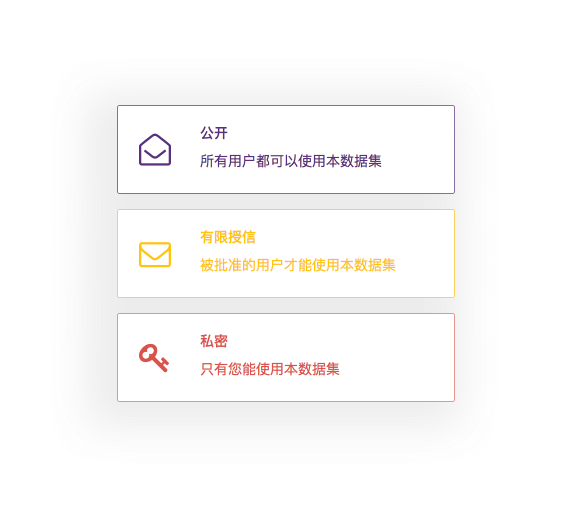 公开
所有用户都可以使用本数据集
有限授信
被批准的用户才能使用本数据集
私密
只有您能使用本数据集